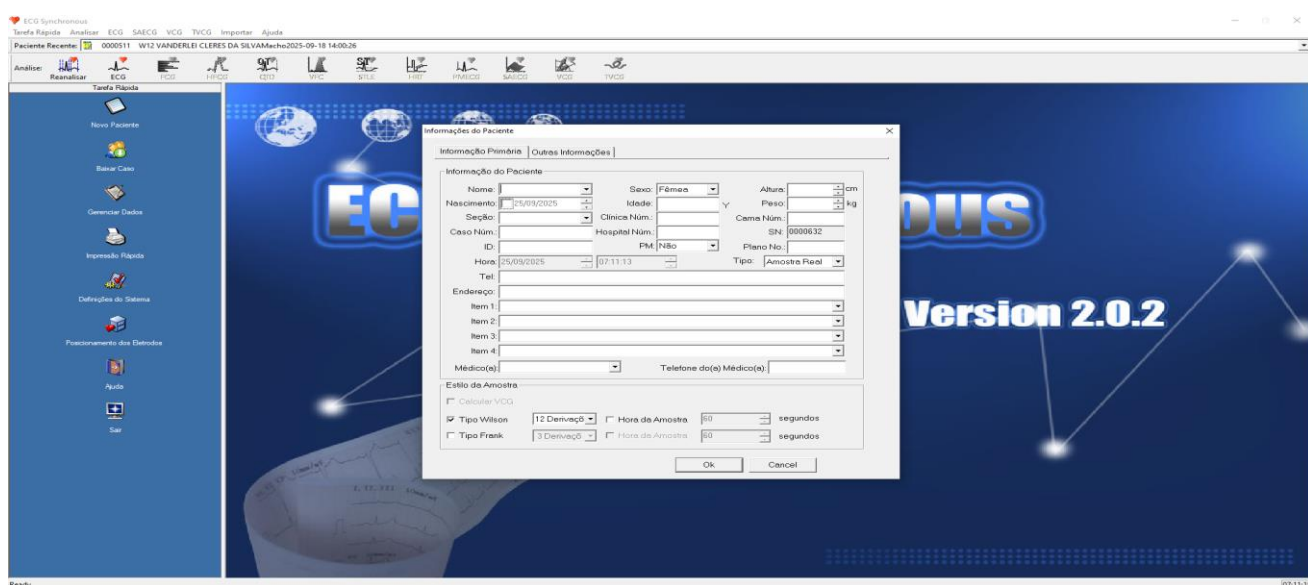 ECG Synchronous
Tarefa Rápida Analisar ECG SAECG VCG TVCG Importar Ajuda
Paciente Recente: 0000511 W12 VANDERLEI CLERES DA SILVAMacho2025-09-18 14:00:26
Análise: Reanalisar ECG FCG HFCG QTD VFC STLE HRT PMECG SAECG VCG TVCG
Tarefa Rápida
Novo Paciente
Baixar Caso
Gerenciar Dados
Impressão Rápida
Definições do Sistema
Posicionamento dos Eletrodos
Ajuda
Sair
Informações do Paciente
Informação Primária Outras Informações
Informação do Paciente
Nome: Sexo: Fêmea Altura: cm
Nascimento: 25/09/2025 Idade: Y Peso: kg
Seção: Clínica Núm.: Cama Núm.:
Caso Núm.: Hospital Núm.: SN: 0000632
ID: PM: Não Plano No.:
Hora: 25/09/2025 07:11:13 Tipo: Amostra Real
Tel:
Endereço:
Item 1:
Item 2:
Item 3:
Item 4:
Médico(a): Telefone do(a) Médico(a):
Estilo da Amostra
Calcular VCG
Tipo Wilson 12 Derivaçõ Hora da Amostra 60 segundos
Tipo Frank 3 Derivaçõ Hora da Amostra 60 segundos
Ok Cancel
EC
ous
Version 2.0.2
Ready